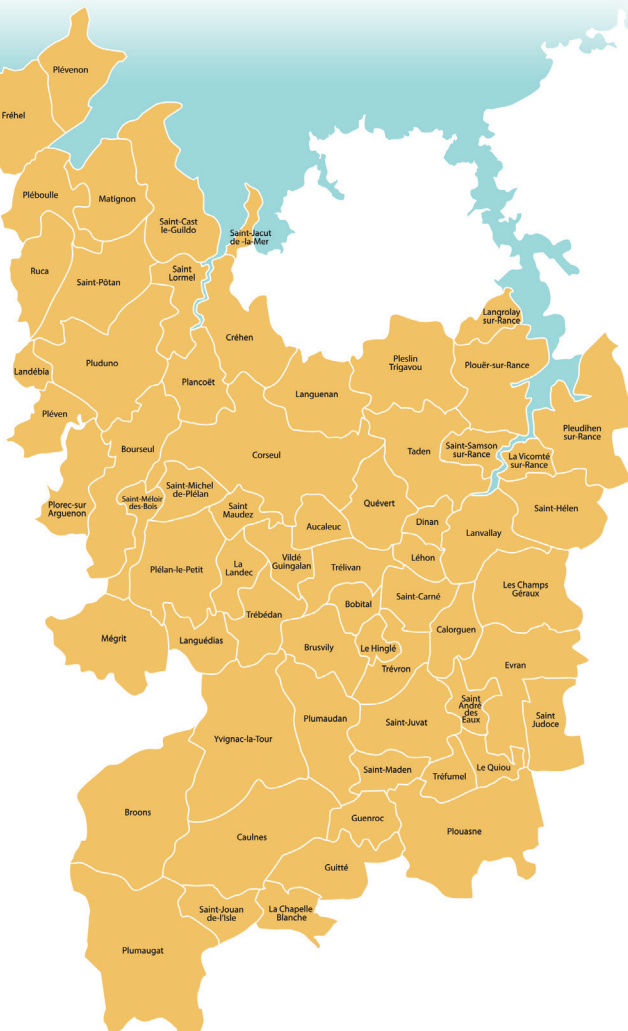 Plévenon
Fréhel
Pléboulle
Matignon
Saint-Cast
le-Guildo
Saint-Jacut
de -la-Mer
Ruca
Saint-Pôtan
Saint
Lormel
Langrolay
sur-Rance
Créhen
Pleslin
Trigavou
Plouër-sur-Rance
Landébia
Pluduno
Plancoët
Languenan
Pléven
Pleudihen
sur-Rance
Bourseul
Corseul
Taden
Saint-Samson
sur-Rance
La Vicomté
sur-Rance
Plorec-sur
Arguenon
Saint-Méloir
des-Bois
Saint-Michel
de-Plélan
Saint
Maudez
Quévert
Saint-Hélen
Aucaleuc
Dinan
Lanvallay
Plélan-le-Petit
La
Landec
Vildé
Guingalan
Trélivan
Léhon
Les Champs
Géraux
Saint-Carné
Bobital
Trébédan
Calorguen
Mégrit
Languédias
Brusvily
Le Hinglé
Trévron
Evran
Yvignac-la-Tour
Plumaudan
Saint-Juvat
Saint
André
des
Eaux
Saint
Judoce
Saint-Maden
Tréfumel
Le Quiou
Broons
Caulnes
Guenroc
Plouasne
Guitté
Saint-Jouan
de-l'Isle
La Chapelle
Blanche
Plumaugat